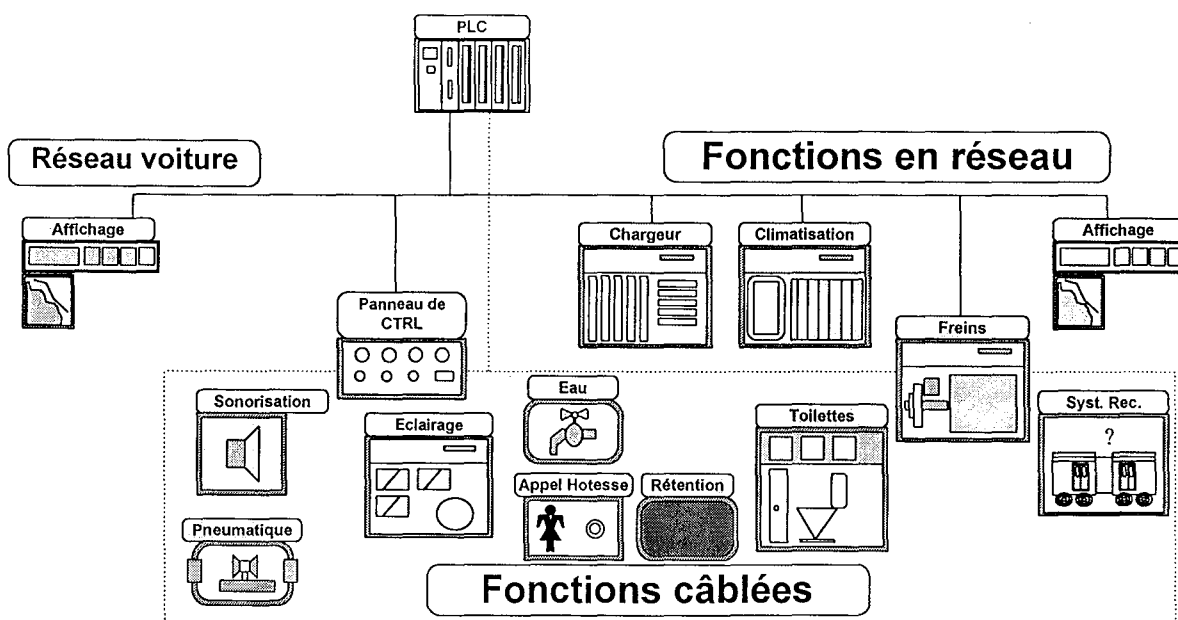 PLC
Réseau voiture
Fonctions en réseau
Affichage
Chargeur
Climatisation
Affichage
Panneau de
CTRL
Freins
Sonorisation
Eau
Toilettes
Syst. Rec.
Eclairage
?
Appel Hotesse
Rétention
Pneumatique
Fonctions câblées